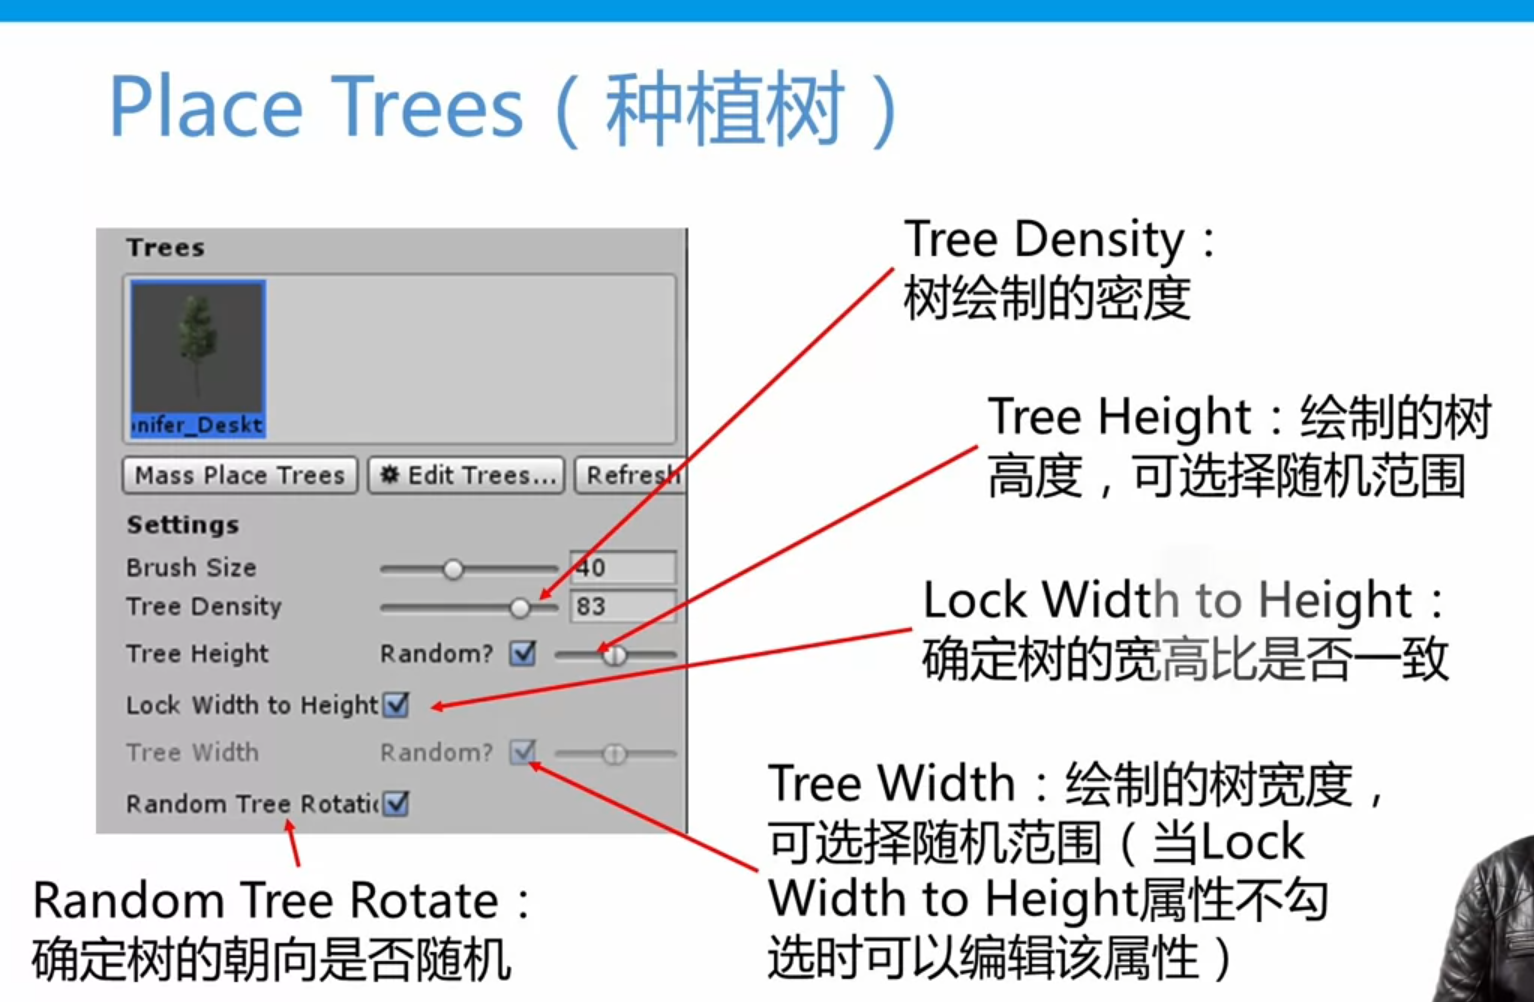 Place Trees（种植树）
Trees
nifer_Deskt
Mass Place Trees
Edit Trees...
Refresh
Settings
Brush Size 40
Tree Density 83
Tree Height Random?
Lock Width to Height
Tree Width Random?
Random Tree Rotatic
Tree Density：
树绘制的密度
Tree Height：绘制的树
高度，可选择随机范围
Lock Width to Height：
确定树的宽高比是否一致
Tree Width：绘制的树宽度，
可选择随机范围（当Lock
Width to Height属性不勾
选时可以编辑该属性）
Random Tree Rotate：
确定树的朝向是否随机